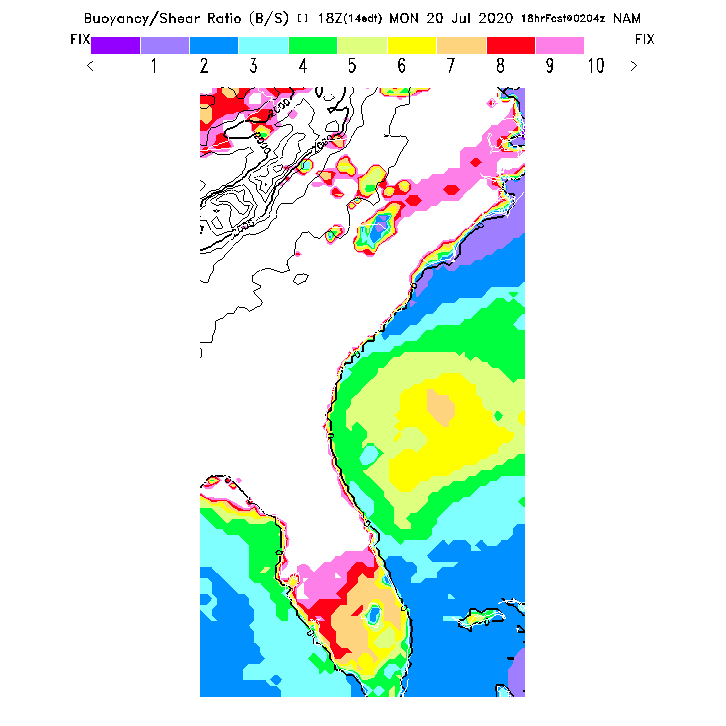 Buoyancy/Shear Ratio (B/S) [] 18Z(14edt) MON 20 Jul 2020 18hrFcst@0204z NAM
FIX FIX
< 1 2 3 4 5 6 7 8 9 10 >